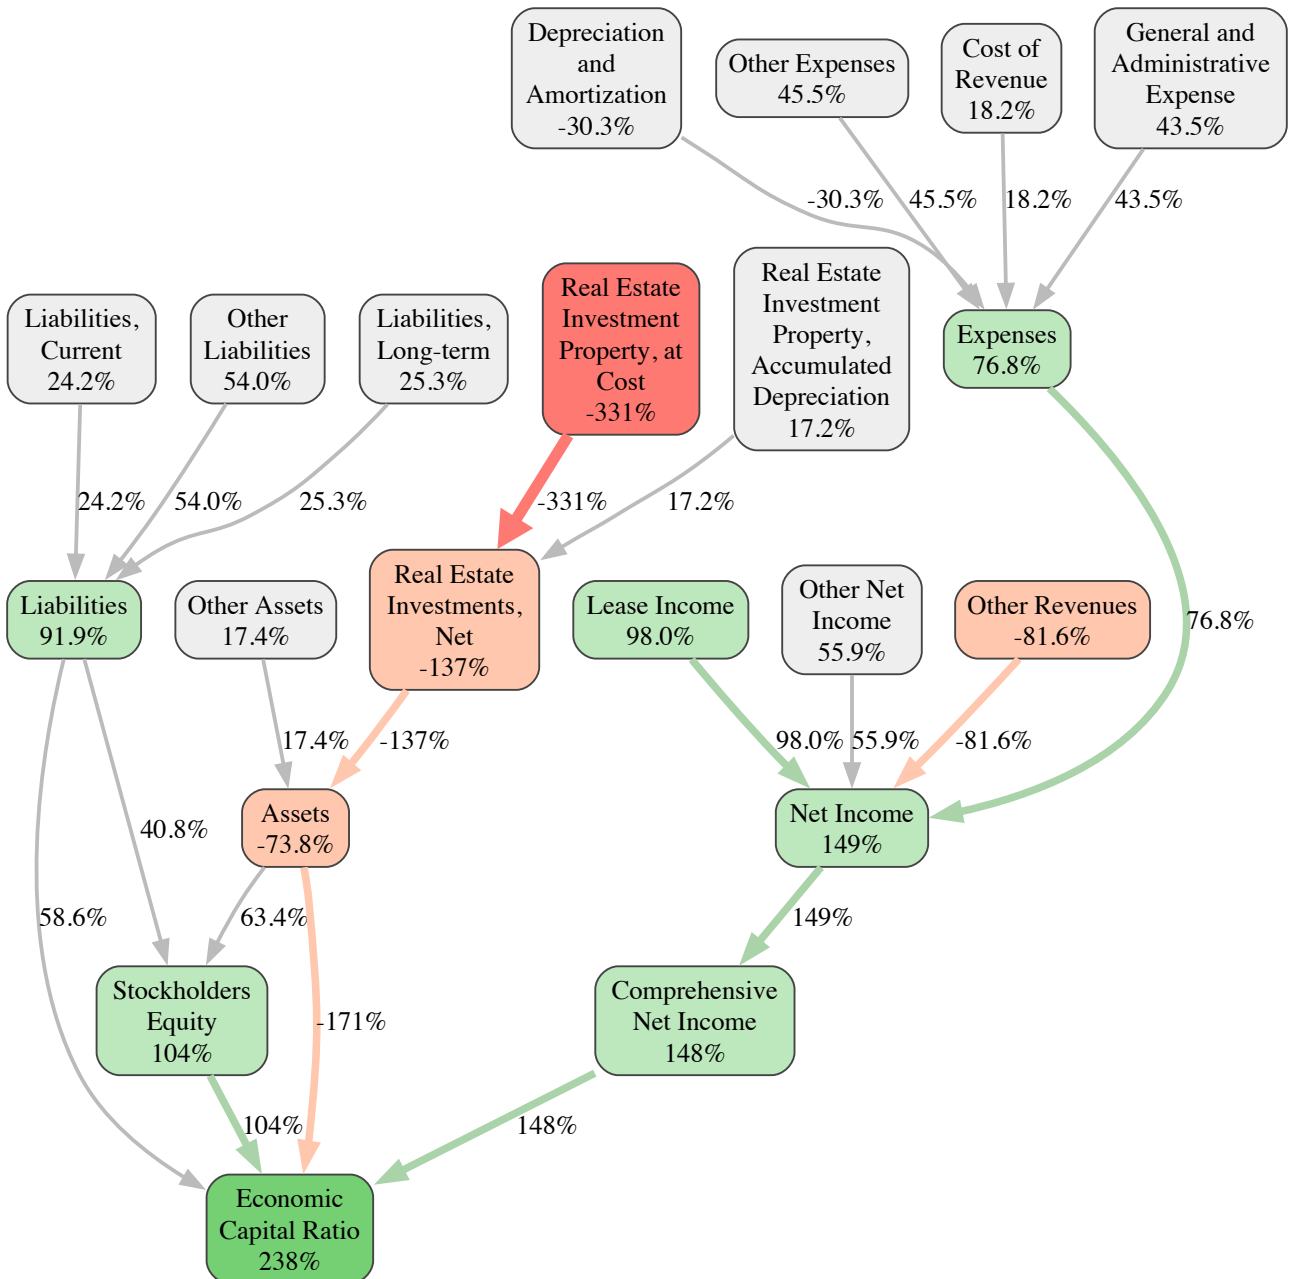 Depreciation
and
Amortization
-30.3%
Other Expenses
45.5%
Cost of
Revenue
18.2%
General and
Administrative
Expense
43.5%
-30.3%
45.5%
18.2%
43.5%
Liabilities,
Current
24.2%
Other
Liabilities
54.0%
Liabilities,
Long-term
25.3%
Real Estate
Investment
Property, at
Cost
-331%
Real Estate
Investment
Property,
Accumulated
Depreciation
17.2%
Expenses
76.8%
24.2%
54.0%
25.3%
-331%
17.2%
Liabilities
91.9%
Other Assets
17.4%
Real Estate
Investments,
Net
-137%
Lease Income
98.0%
Other Net
Income
55.9%
Other Revenues
-81.6%
76.8%
17.4%
-137%
98.0%
55.9%
-81.6%
40.8%
Assets
-73.8%
Net Income
149%
58.6%
63.4%
149%
Stockholders
Equity
104%
-171%
Comprehensive
Net Income
148%
104%
148%
Economic
Capital Ratio
238%